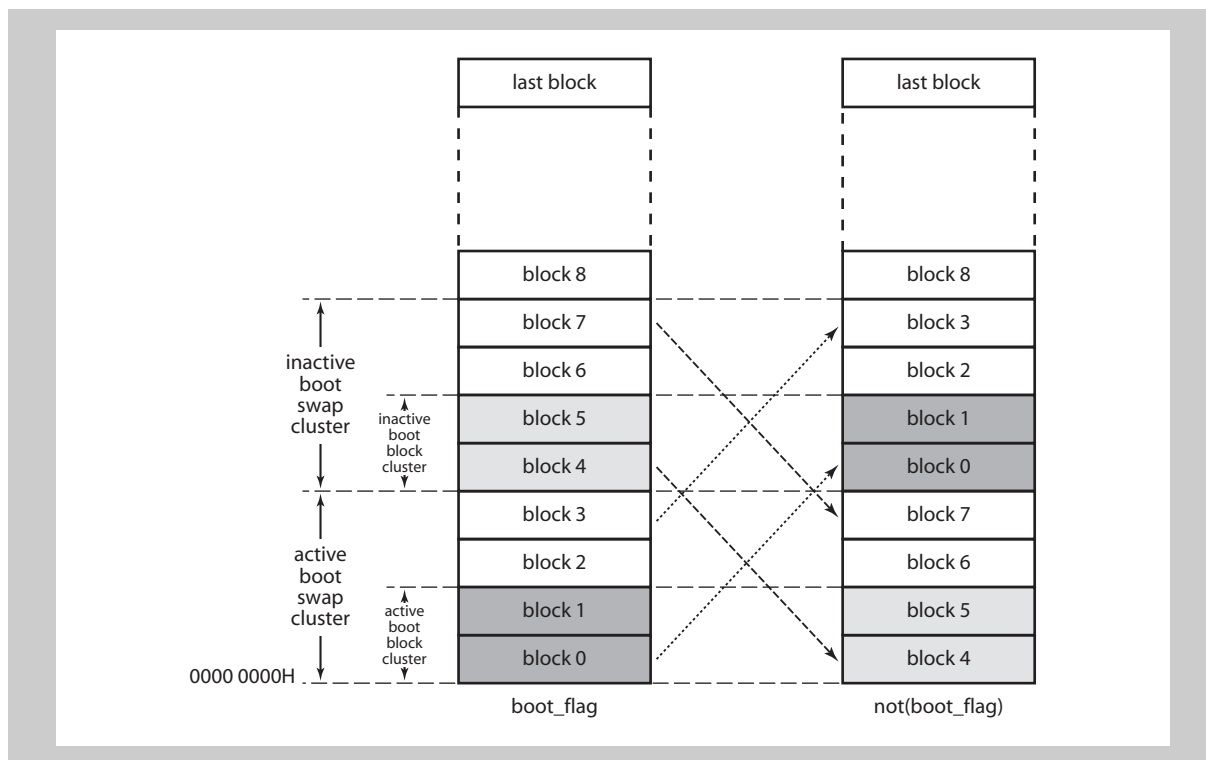 last block
last block
block 8
block 8
block 7
block 3
inactive
boot
swap
cluster
block 6
block 2
inactive
boot
block
cluster
block 5
block 1
block 4
block 0
block 3
block 7
active
boot
swap
cluster
block 2
block 6
active
boot
block
cluster
block 1
block 5
block 0
block 4
0000 0000H
boot_flag
not(boot_flag)